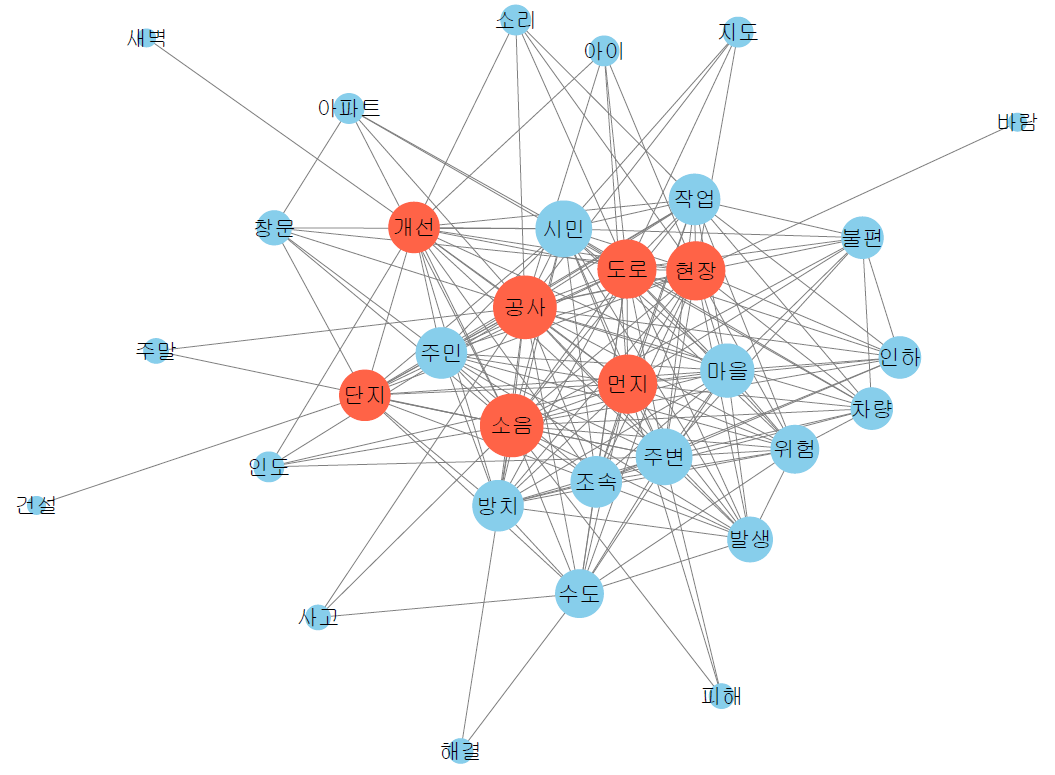 소리
지도
새벽
아이
아파트
바람
작업
개선
시민
창문
불편
도로
현장
공사
주말
주민
인하
마을
먼지
단지
차량
소음
위험
주변
인도
조속
건설
방치
발생
수도
사고
피해
해결